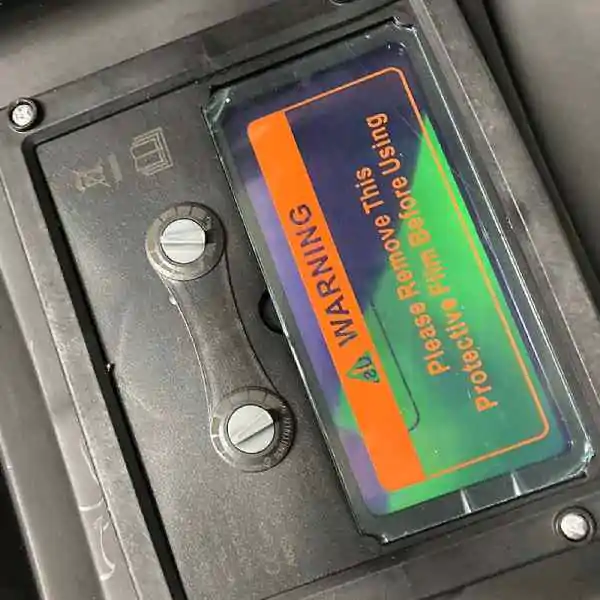 WARNING
Please Remove This
Protective Film Before Using